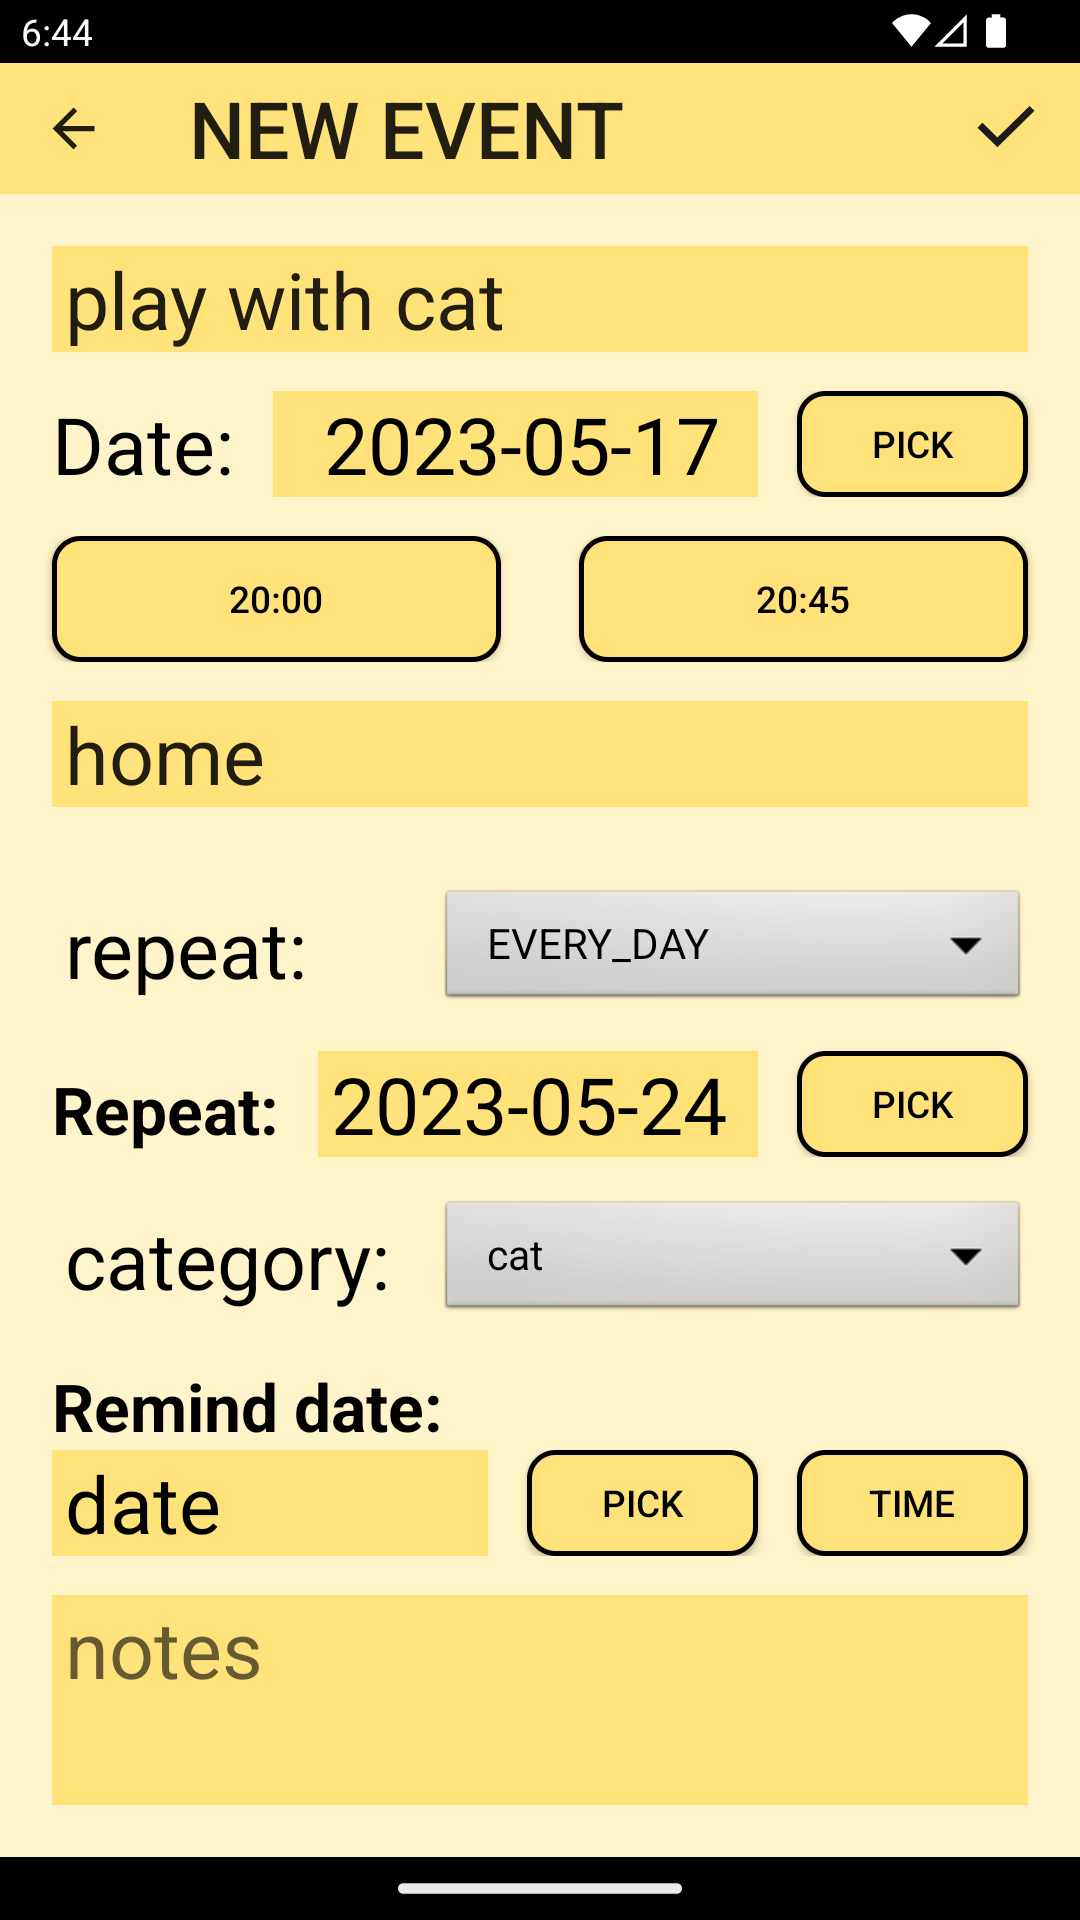 6:44
NEW EVENT
play with cat
Date: 2023-05-17 PICK
20:00 20:45
home
repeat: EVERY_DAY
Repeat: 2023-05-24 PICK
category: cat
Remind date:
date PICK TIME
notes